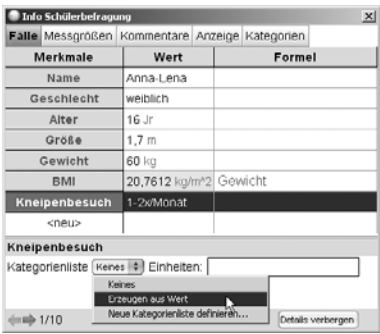 Info Schülerbefragung
Fälle Messgrößen Kommentare Anzeige Kategorien
Merkmale Wert Formel
Name Anna-Lena
Geschlecht weiblich
Alter 16 Jr
Größe 1,7 m
Gewicht 60 kg
BMI 20,7612 kg/m^2 Gewicht
Kneipenbesuch 1-2x/Monat
<neu>
Kneipenbesuch
Kategorienliste Keines Einheiten:
Keines
Erzeugen aus Wert
Neue Kategorienliste definieren...
1/10 Details verbergen